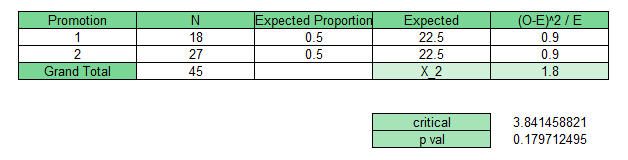 Promotion N Expected Proportion Expected (O-E)^2 / E
1 18 0.5 22.5 0.9
2 27 0.5 22.5 0.9
Grand Total 45 X_2 1.8
critical 3.841458821
p val 0.179712495